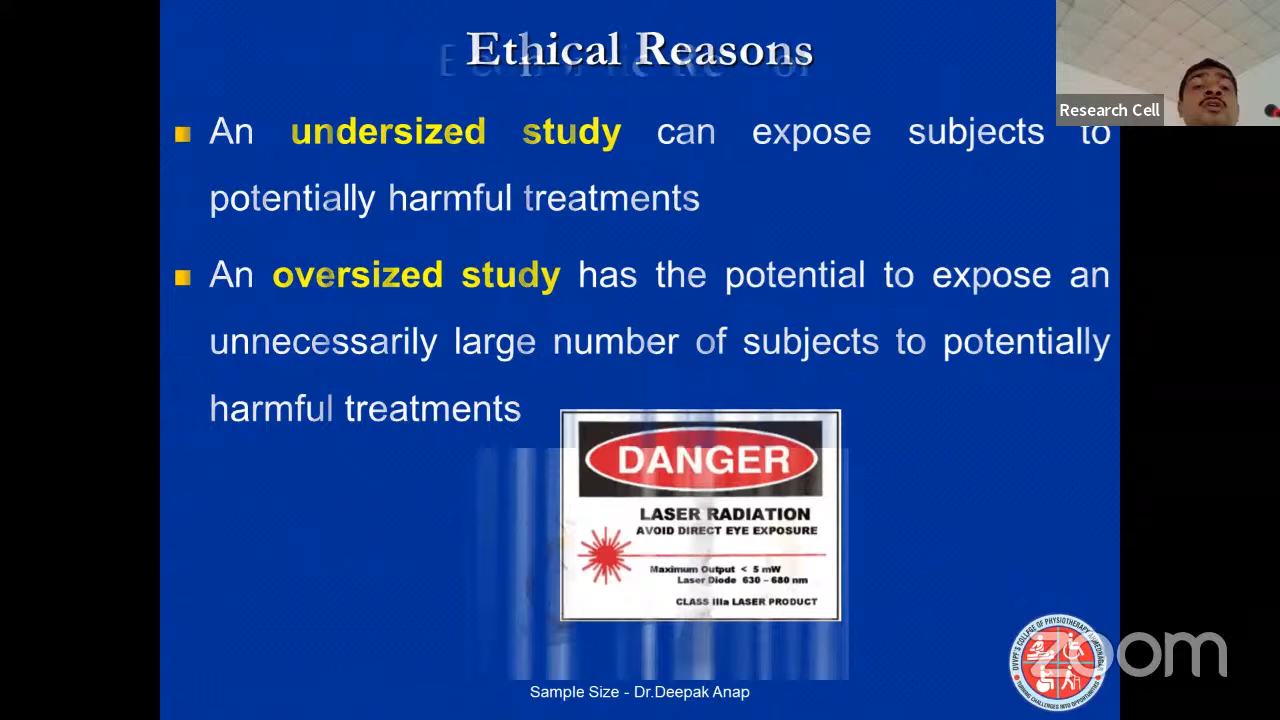 Ethical Reasons
Research Cell
An undersized study can expose subjects to
potentially harmful treatments
An oversized study has the potential to expose an
unnecessarily large number of subjects to potentially
harmful treatments
DANGER
LASER RADIATION
AVOID DIRECT EYE EXPOSURE
Maximum Output < 5 mW
Laser Diode 630 - 680 nm
CLASS IIIa LASER PRODUCT
zoom
Sample Size - Dr.Deepak Anap